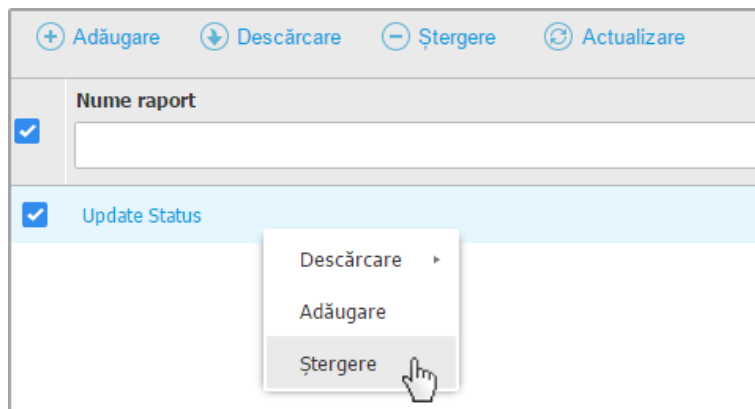 Adăugare Descărcare Ștergere Actualizare
Nume raport
Update Status
Descărcare
Adăugare
Ștergere